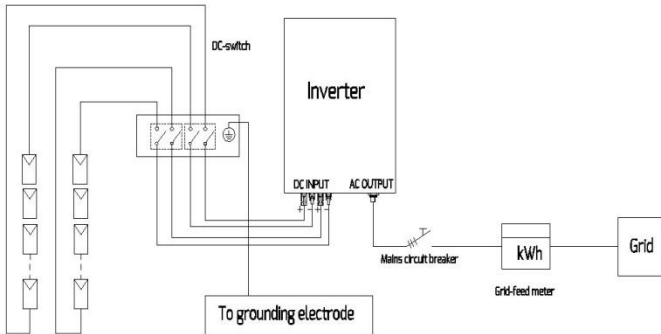 DC-switch
Inverter
DC INPUT
AC OUTPUT
+ - + -
Mains circuit breaker
kWh
Grid-feed meter
Grid
To grounding electrode